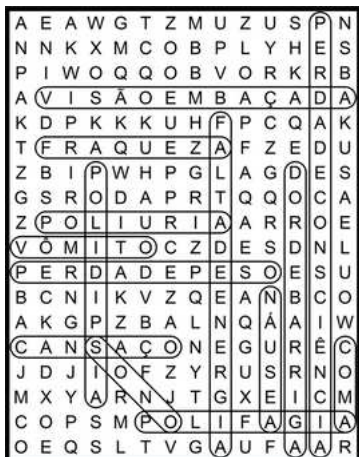 A E A W G T Z M U Z U S P N
N N K X M C O B P L Y H E S
P I W O Q Q O B V O R K R B
A V I S Ã O E M B A Ç A D A
K D P K K K U H F P C Q A K
T F R A Q U E Z A F Z E D U
Z B I P W H P G L A G D E S
G S R O D A P R T Q Q O C A
Z P O L I U R I A A R R O E
V Ô M I T O C Z D E S D N L
P E R D A D E P E S O E S U
B C N I K V Z Q E A N B C O
A K G P Z B A L N Q Á A I W
C A N S A Ç O N E G U R Ê C
J D J I O F Z Y R U S R N O
M X Y A R N J T G X E I C M
C O P S M P O L I F A G I A
O E Q S L T V G A U F A A R